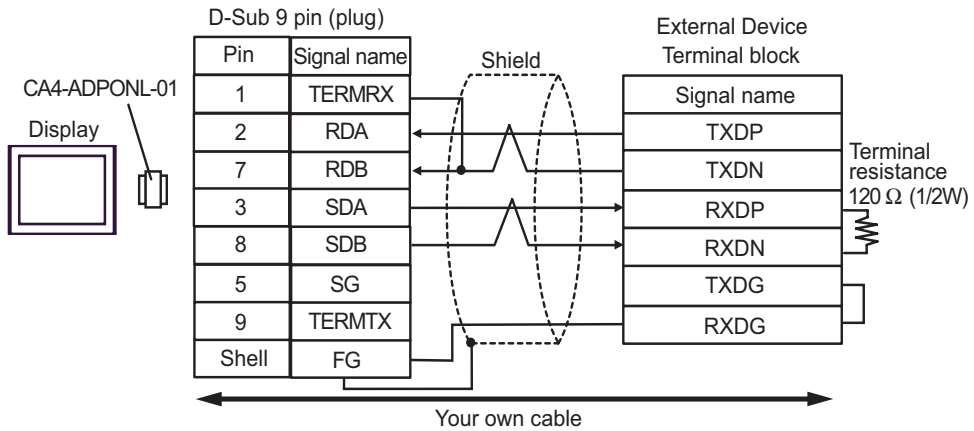 D-Sub 9 pin (plug)
Pin Signal name
1 TERMRX
2 RDA
7 RDB
3 SDA
8 SDB
5 SG
9 TERMTX
Shell FG
CA4-ADPONL-01
Display
Shield
External Device
Terminal block
Signal name
TXDP
TXDN
RXDP
RXDN
TXDG
RXDG
Terminal
resistance
120 Ω (1/2W)
Your own cable